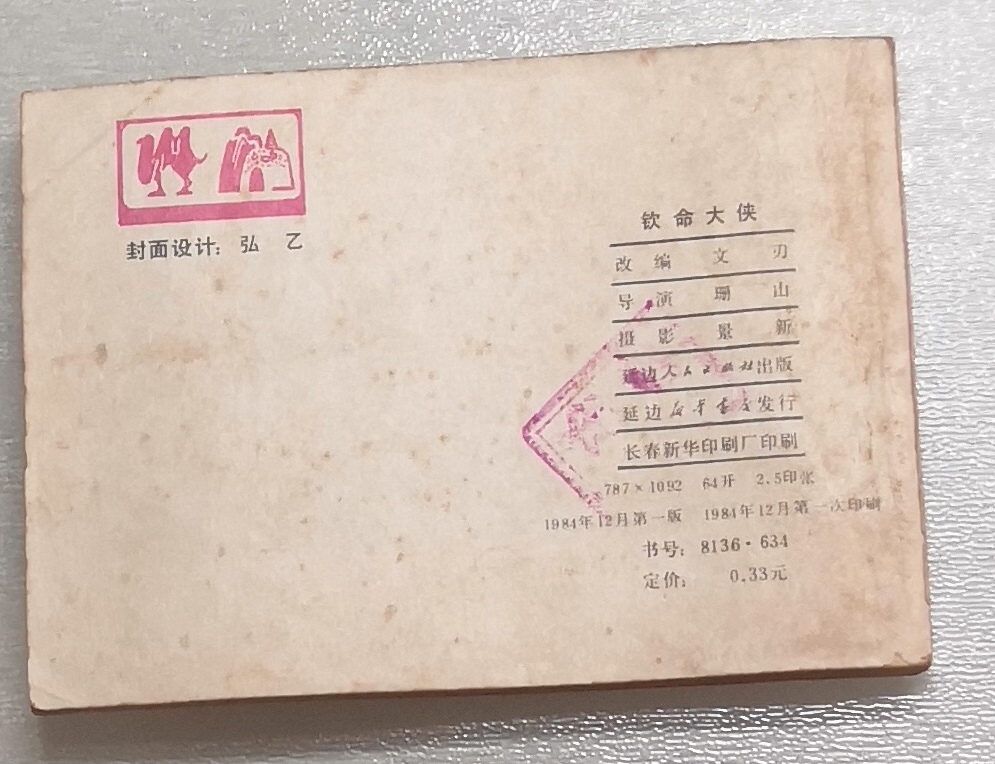 封面设计：弘 乙
钦命大侠
改 编 文 刃
导 演 珊 山
摄 影 景 新
延边人民出版社出版
延边新华书店发行
长春新华印刷厂印刷
787×1092 64开 2.5印张
1984年12月第一版 1984年12月第一次印刷
书号：8136·634
定价： 0.33元